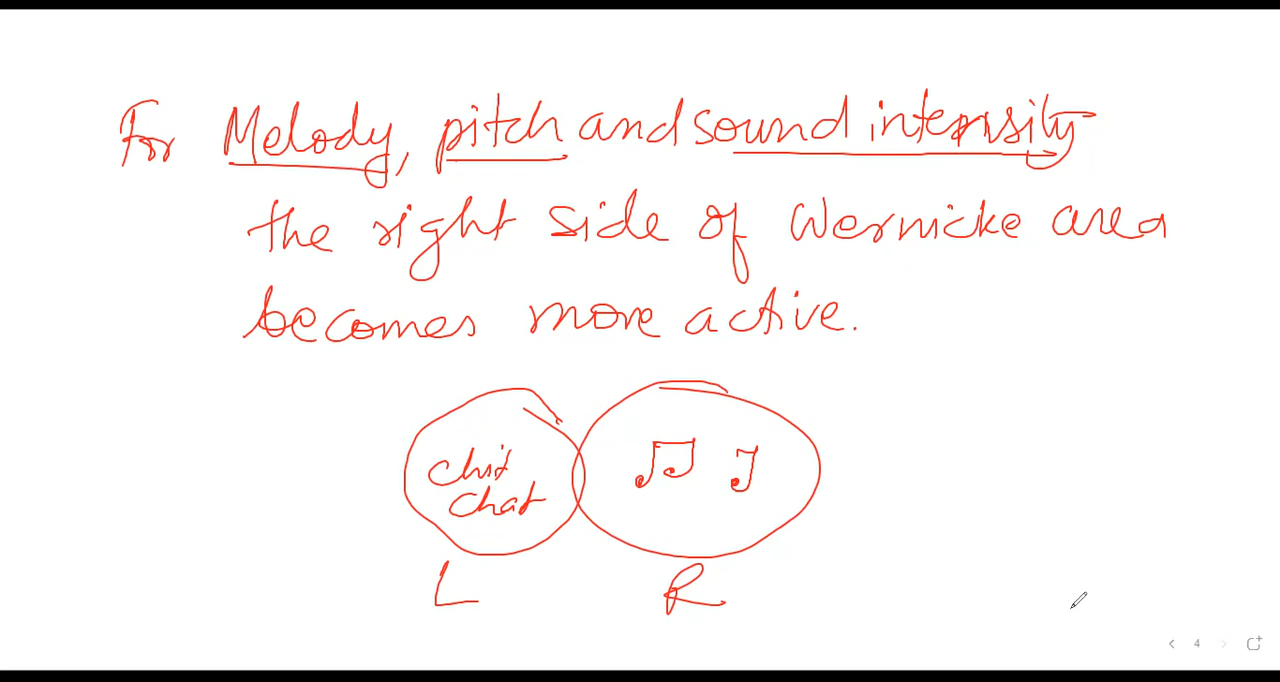 For Melody, pitch and sound intensity
the right side of Wernicke area
becomes more active.
chit
chat
L R
4